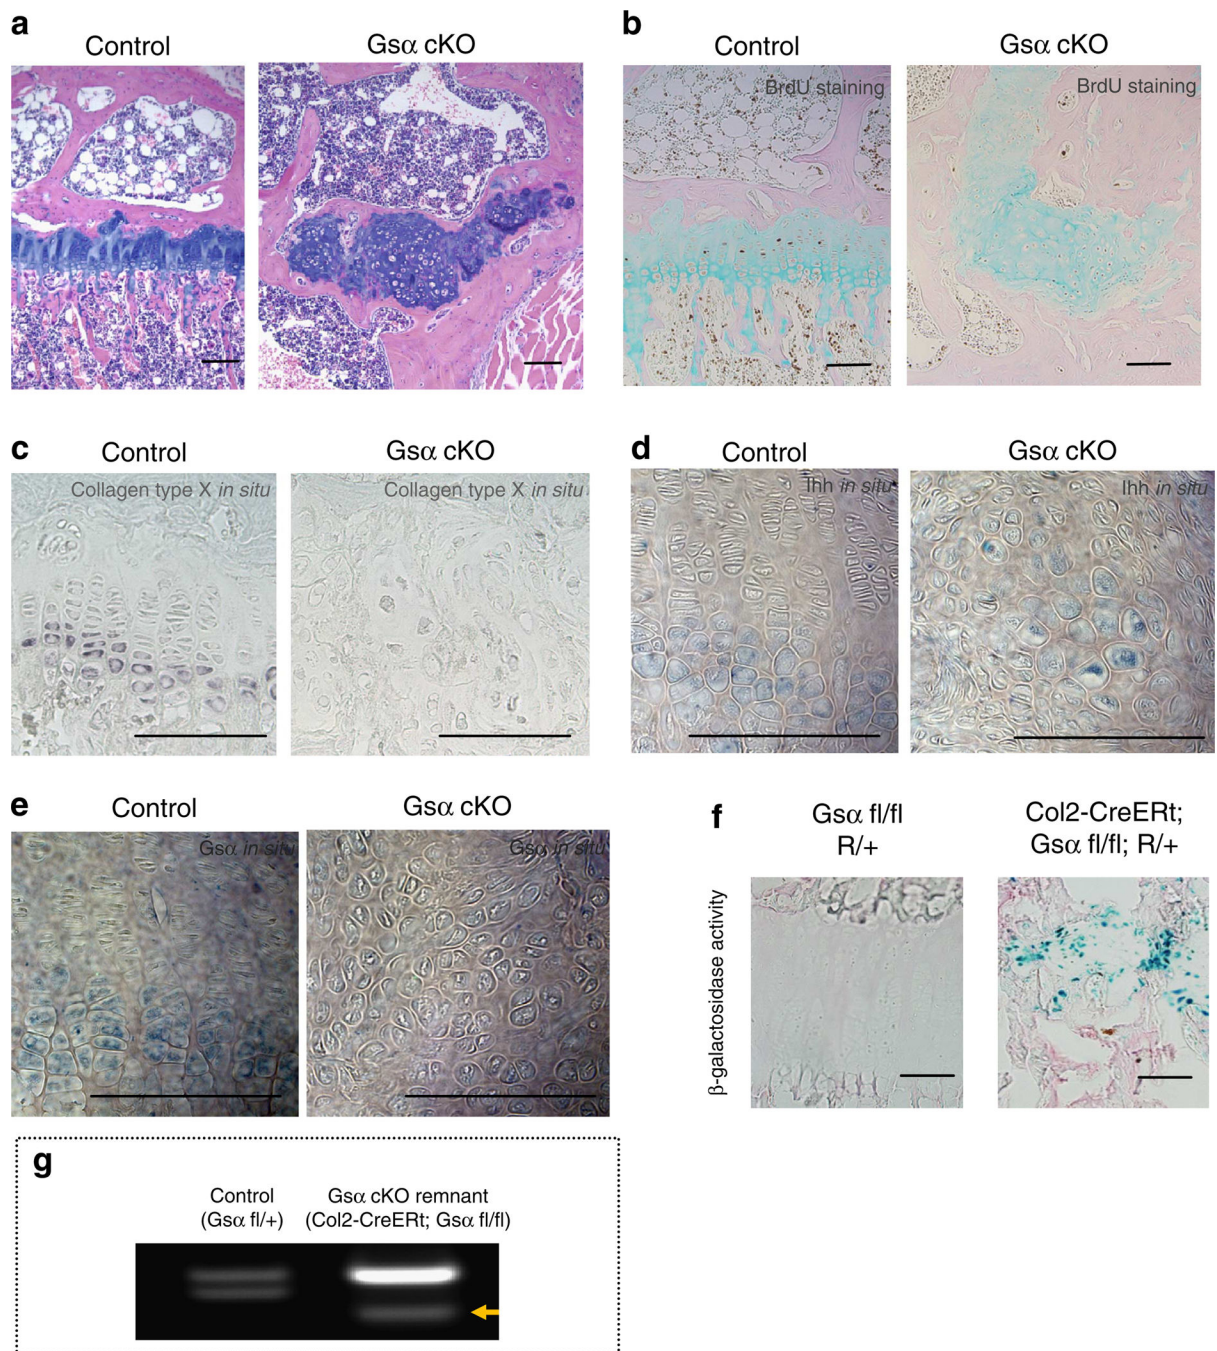 a
Control
Gsα cKO
b
Control
Gsα cKO
BrdU staining
BrdU staining
c
Control
Gsα cKO
Collagen type X in situ
Collagen type X in situ
d
Control
Gsα cKO
Ihh in situ
Ihh in situ
e
Control
Gsα cKO
Gsα in situ
Gsα in situ
f
Gsα fl/fl
R/+
Col2-CreERt;
Gsα fl/fl; R/+
β-galactosidase activity
g
Control
(Gsα fl/+)
Gsα cKO remnant
(Col2-CreERt; Gsα fl/fl)